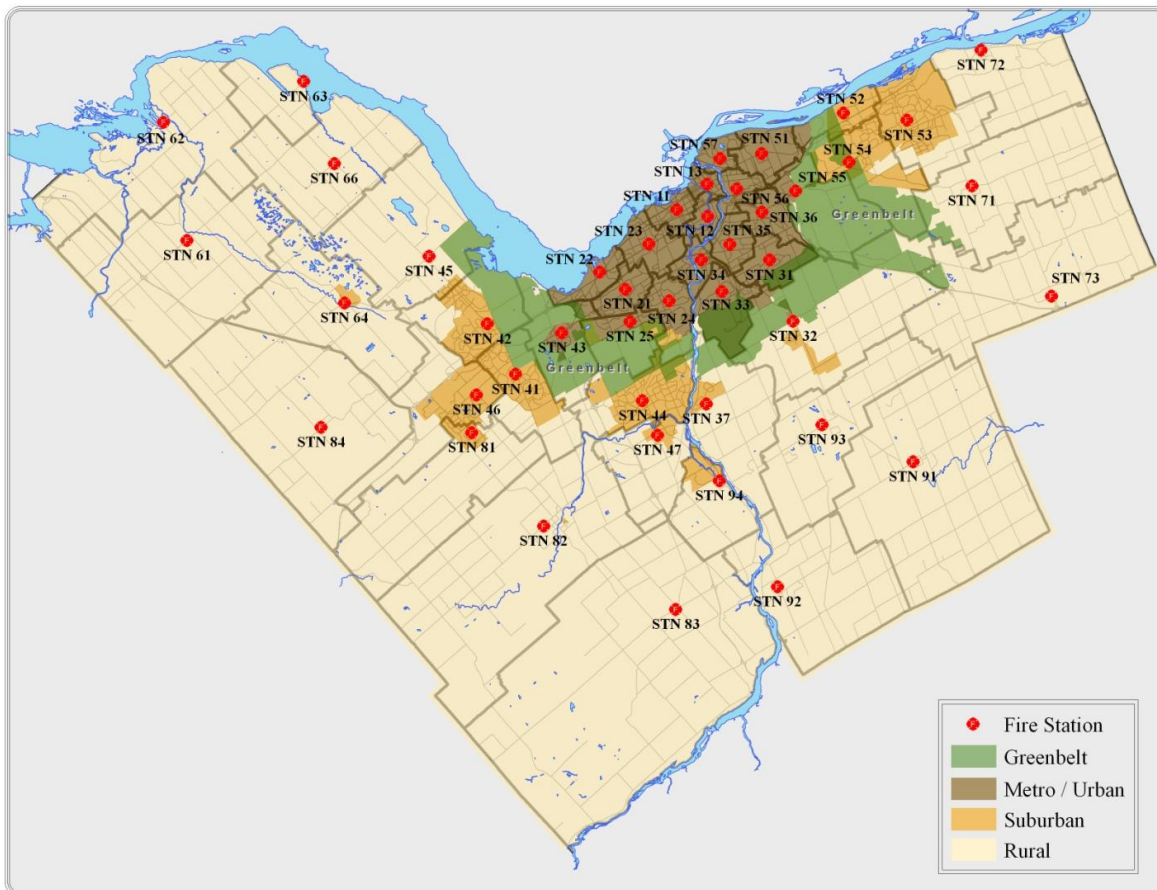 STN 72
STN 63
STN 52
STN 62
STN 53
STN 57
STN 51
STN 54
STN 66
STN 13
STN 55
STN 11
STN 56
STN 71
STN 36
Greenbelt
STN 23
STN 12
STN 35
STN 61
STN 45
STN 22
STN 34
STN 31
STN 73
STN 21
STN 64
STN 24
STN 33
STN 42
STN 43
STN 25
STN 32
Greenbelt
STN 41
STN 46
STN 44
STN 37
STN 84
STN 81
STN 47
STN 93
STN 91
STN 94
STN 82
STN 92
STN 83
Fire Station
Greenbelt
Metro / Urban
Suburban
Rural